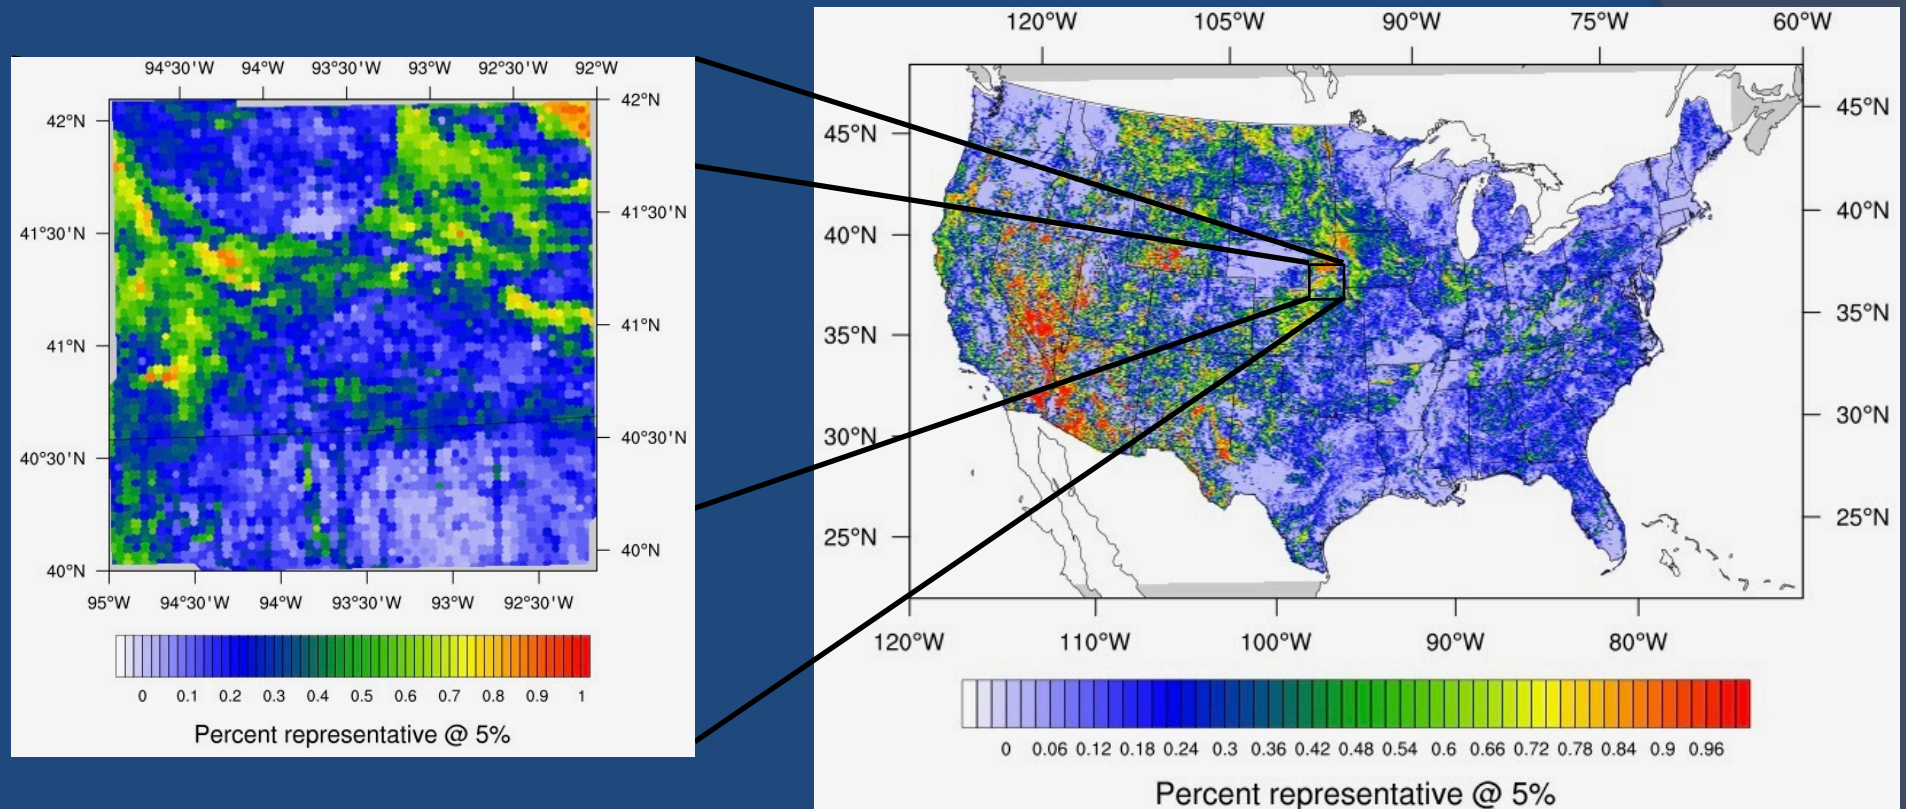 94°30'W 94°W 93°30'W 93°W 92°30'W 92°W
42°N
42°N
41°30'N
41°30'N
41°N
41°N
40°30'N
40°30'N
40°N
40°N
95°W 94°30'W 94°W 93°30'W 93°W 92°30'W
0 0.1 0.2 0.3 0.4 0.5 0.6 0.7 0.8 0.9 1
Percent representative @ 5%
120°W 105°W 90°W 75°W 60°W
45°N
45°N
40°N
40°N
35°N
35°N
30°N
30°N
25°N
25°N
120°W 110°W 100°W 90°W 80°W
0 0.06 0.12 0.18 0.24 0.3 0.36 0.42 0.48 0.54 0.6 0.66 0.72 0.78 0.84 0.9 0.96
Percent representative @ 5%